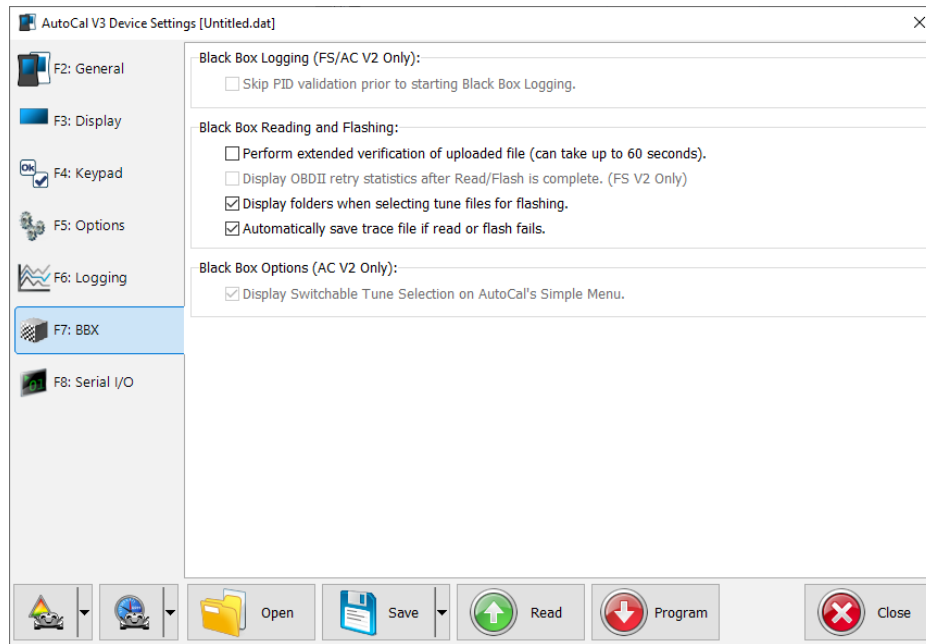 AutoCal V3 Device Settings [Untitled.dat]
F2: General
F3: Display
F4: Keypad
F5: Options
F6: Logging
F7: BBX
F8: Serial I/O
Black Box Logging (FS/AC V2 Only):
Skip PID validation prior to starting Black Box Logging.
Black Box Reading and Flashing:
Perform extended verification of uploaded file (can take up to 60 seconds).
Display OBDII retry statistics after Read/Flash is complete. (FS V2 Only)
Display folders when selecting tune files for flashing.
Automatically save trace file if read or flash fails.
Black Box Options (AC V2 Only):
Display Switchable Tune Selection on AutoCal's Simple Menu.
Open
Save
Read
Program
Close